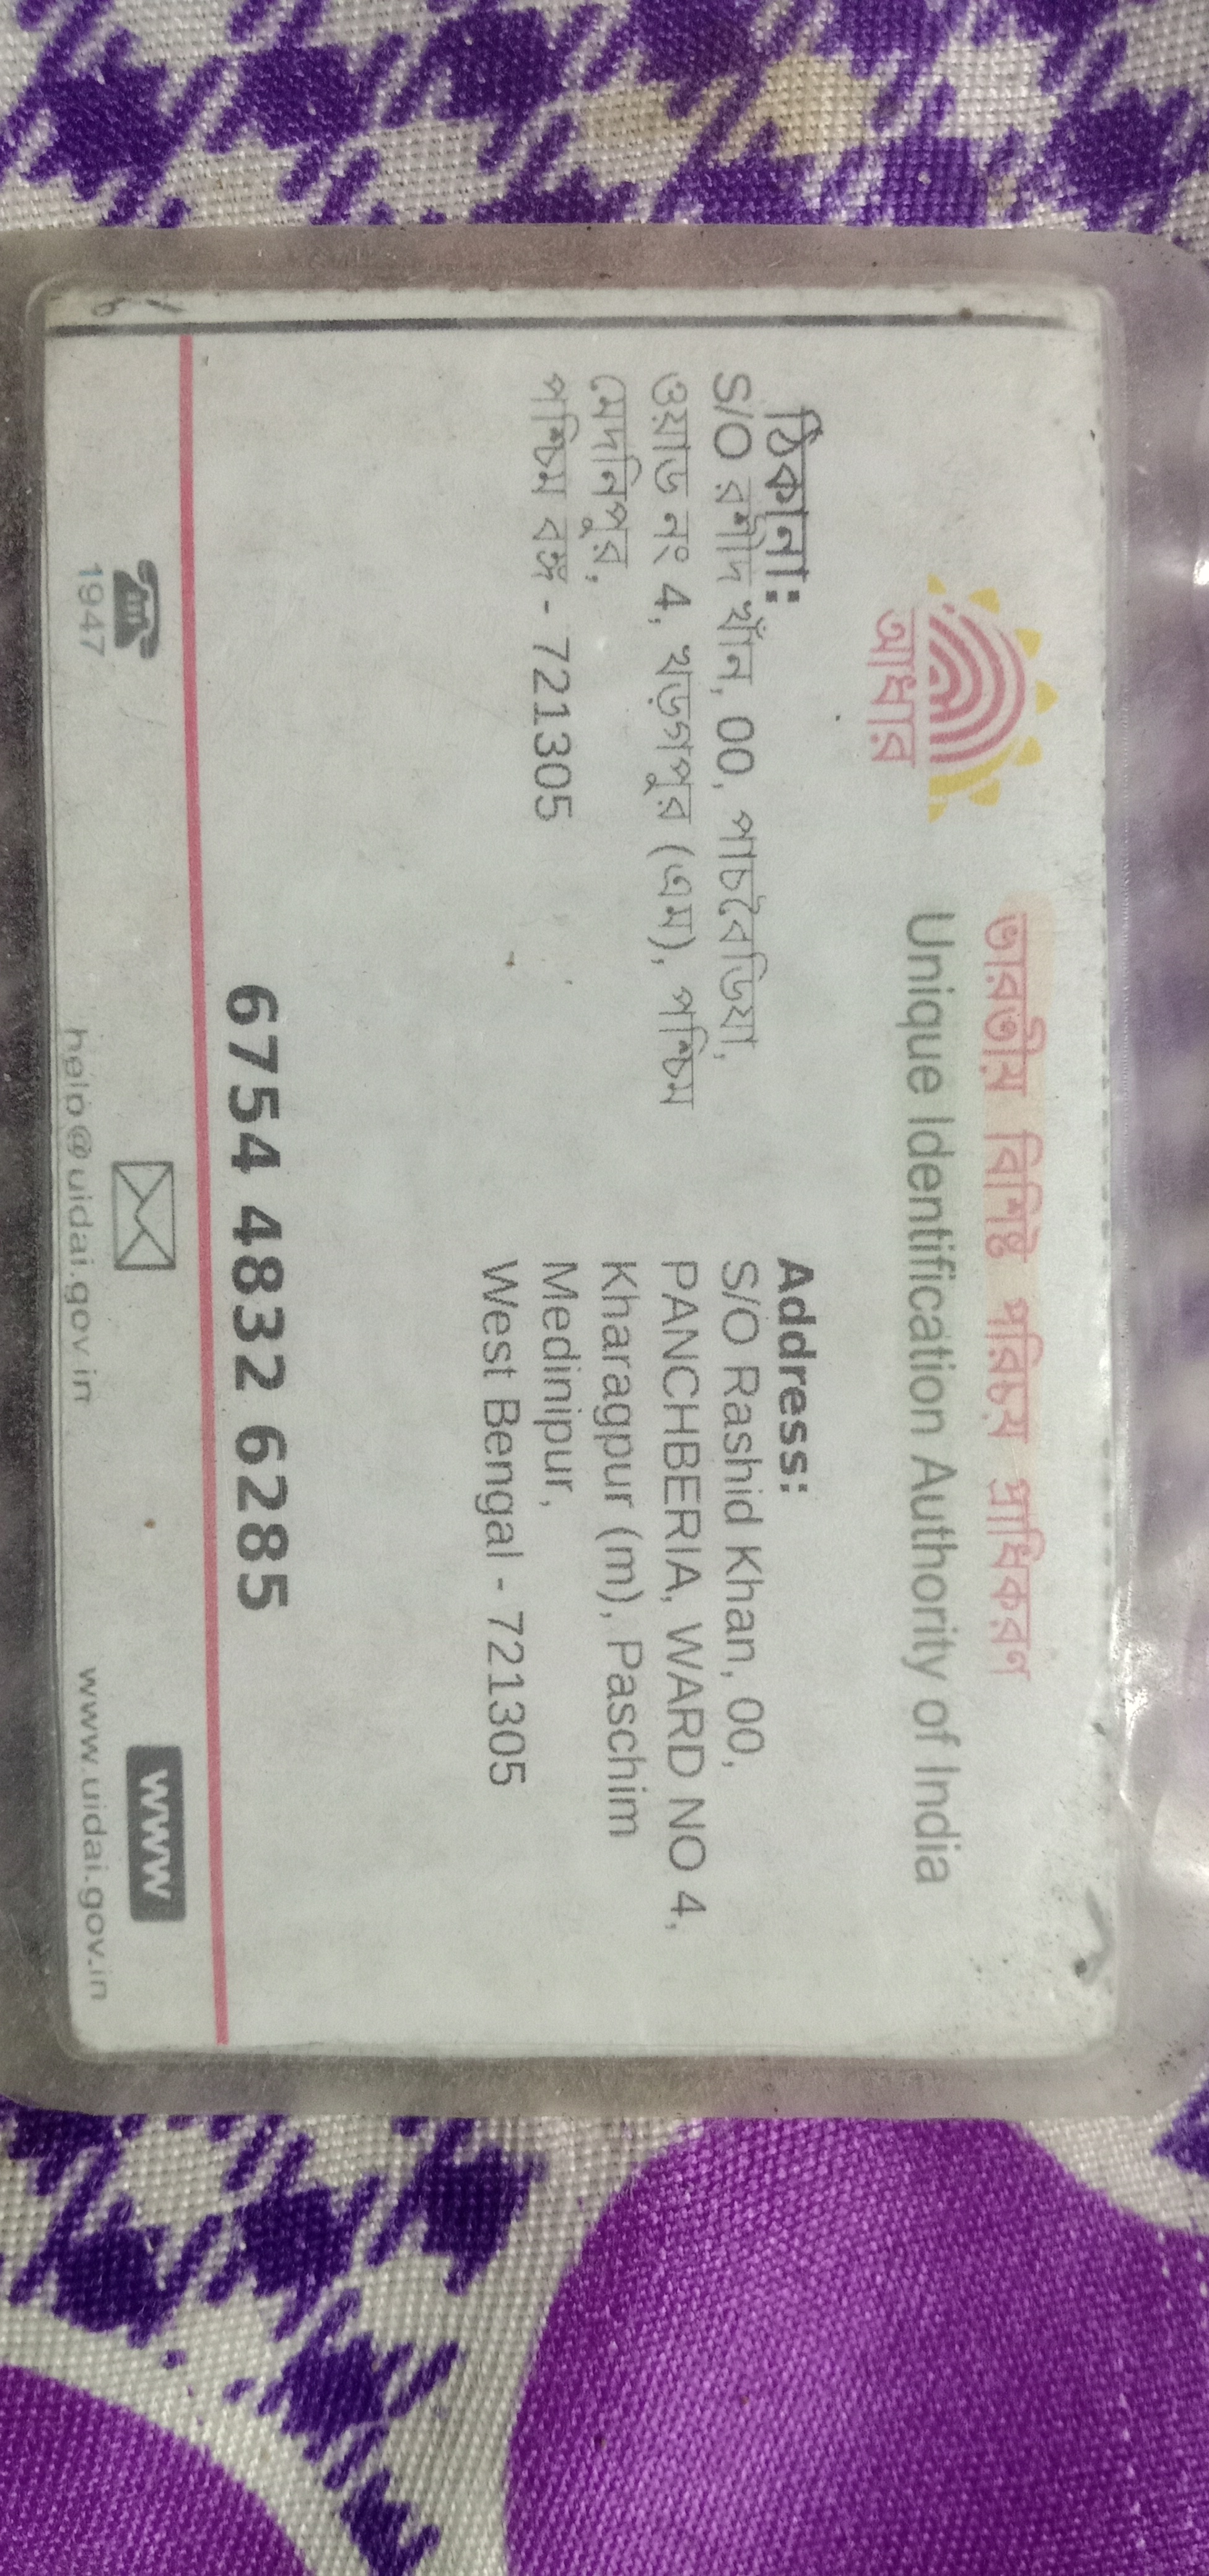 ভারতীয় বিশিষ্ট পরিচয় প্রাধিকরণ
Unique Identification Authority of India
আধার
ঠিকানা:
S/O রশীদ খাঁন, 00, পাচবৈড়িয়া,
ওয়াড নং 4, খড়্গপুর (এম), পশ্চিম
মেদনিপুর,
পশ্চিম বঙ্গ - 721305
Address:
S/O Rashid Khan, 00,
PANCHBERIA, WARD NO 4,
Kharagpur (m), Paschim
Medinipur,
West Bengal - 721305
6754 4832 6285
1947
help@uidai.gov.in
www
www.uidai.gov.in